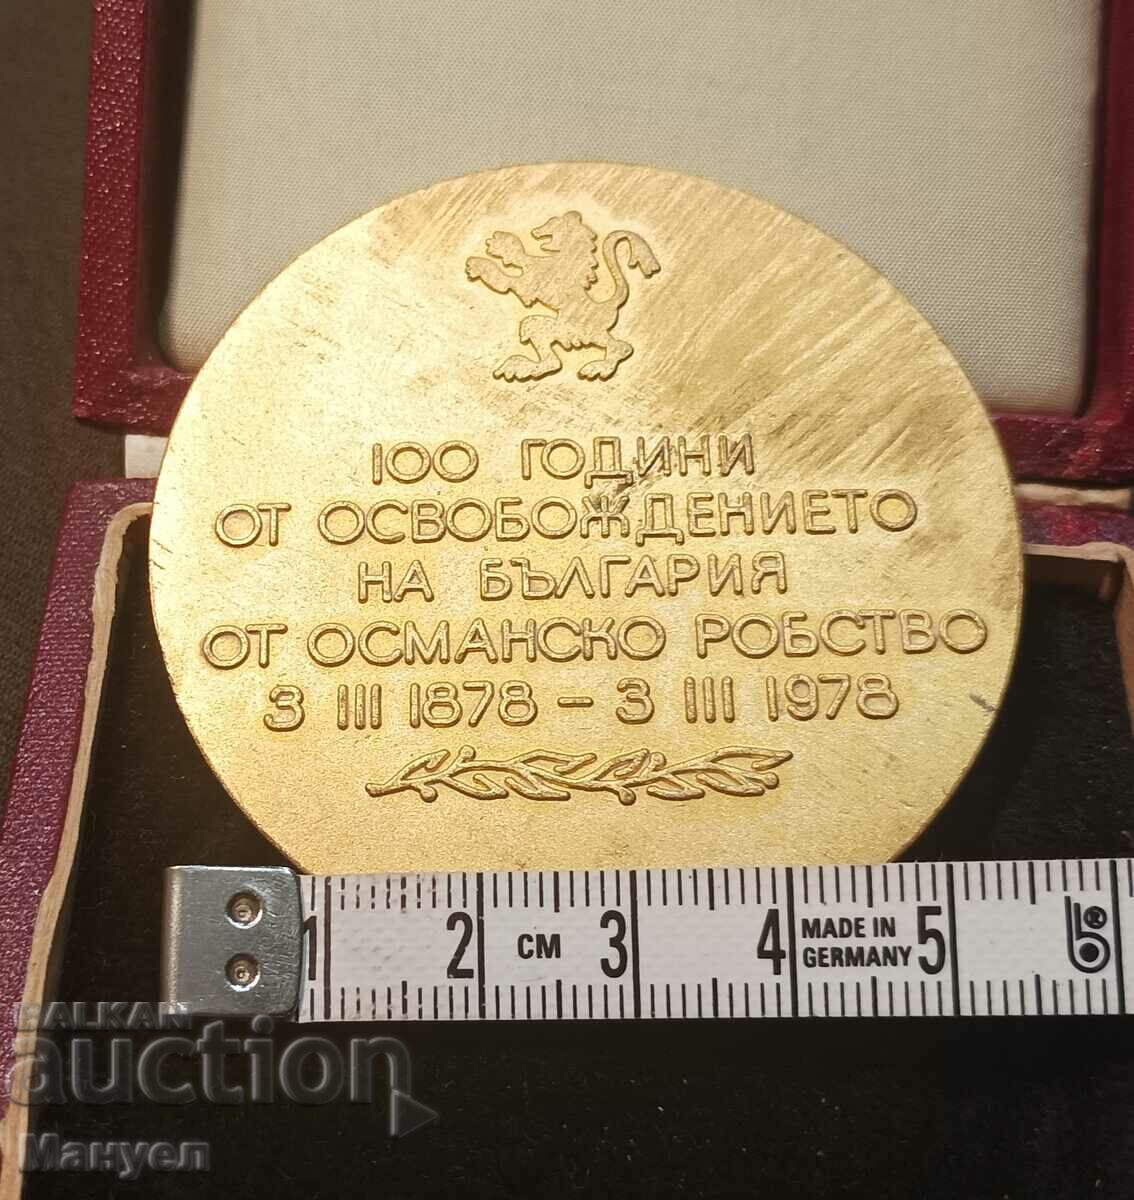 100 ГОДИНИ
ОТ ОСВОБОЖДЕНИЕТО
НА БЪЛГАРИЯ
ОТ ОСМАНСКО РОБСТВО
3 III 1878 – 3 III 1978
1 2 CM 3 4 MADE IN GERMANY 5 b®
BALKAN
auction
Мануел